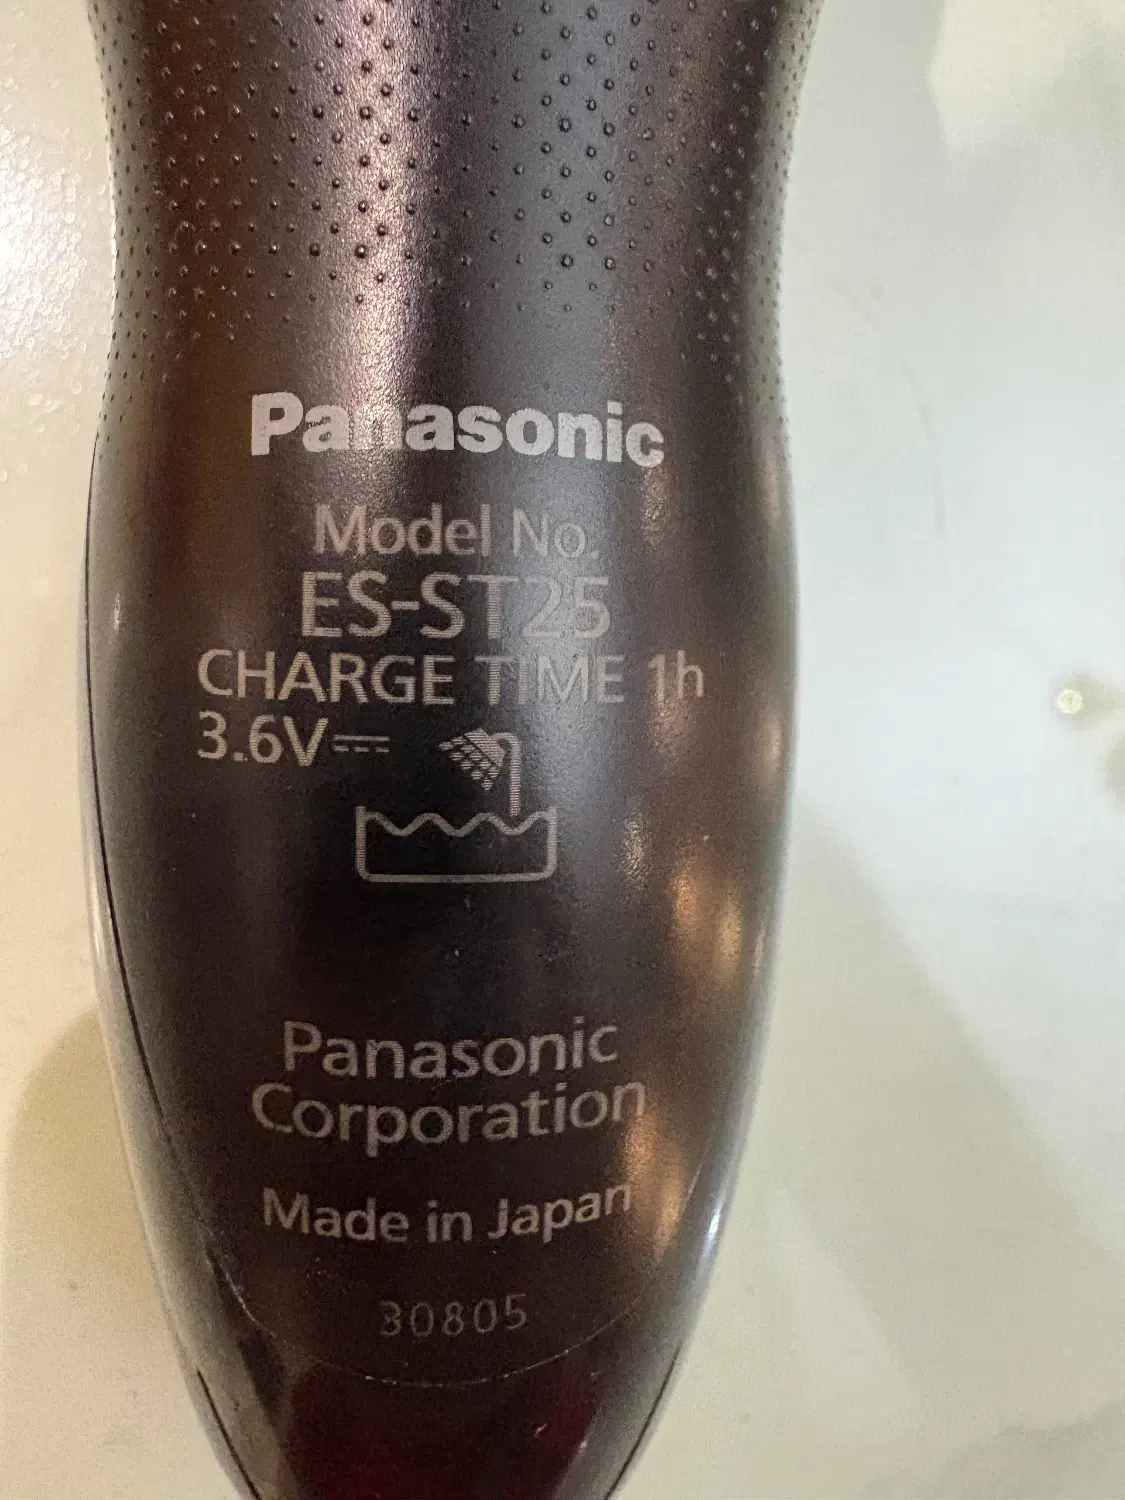 Panasonic
Model No.
ES-ST25
CHARGE TIME 1h
3.6V⎓
Panasonic
Corporation
Made in Japan
30805